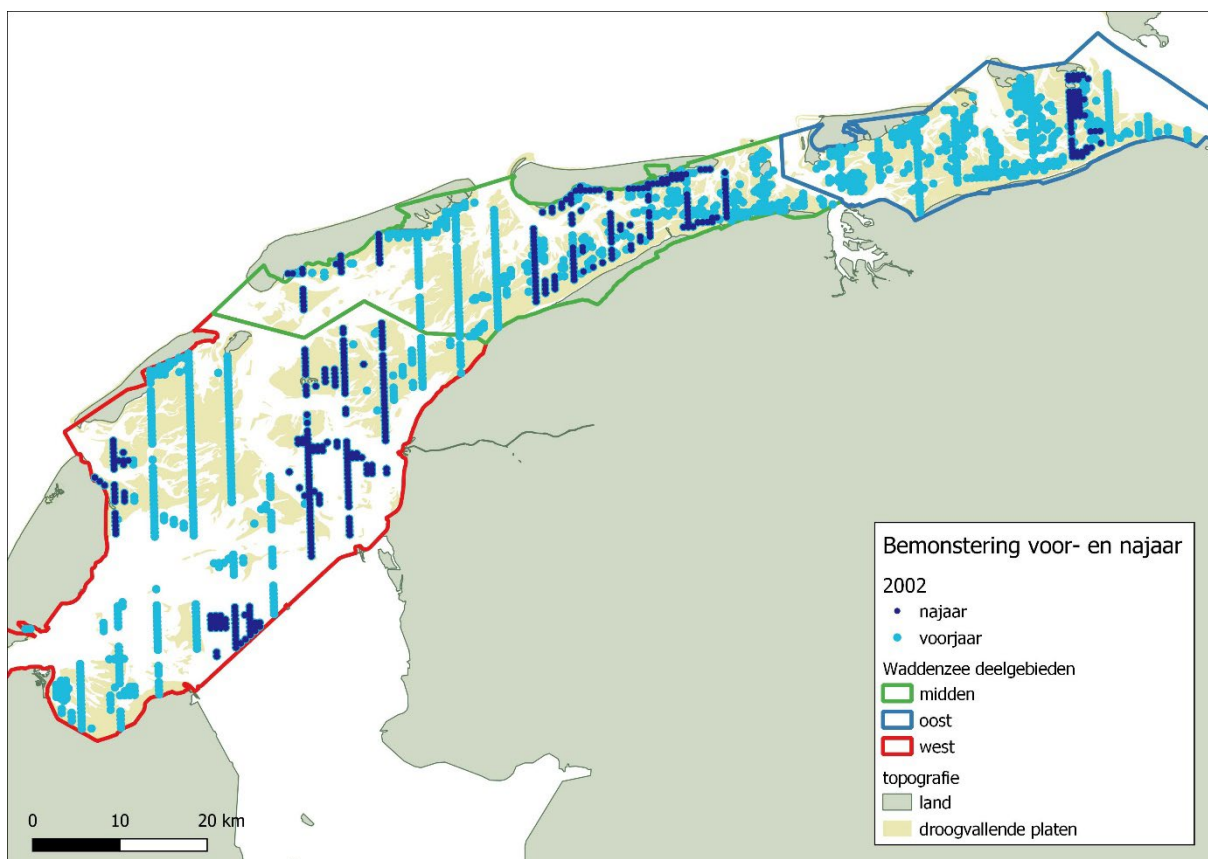 Bemonstering voor- en najaar
2002
najaar
voorjaar
Waddenzee deelgebieden
midden
oost
west
topografie
land
droogvallende platen
0 10 20 km